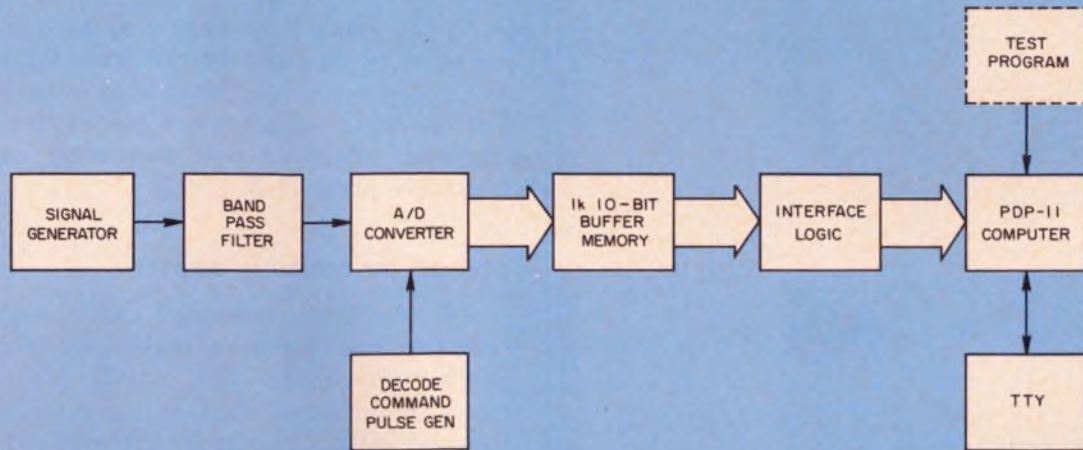 TEST
PROGRAM
SIGNAL
GENERATOR
BAND
PASS
FILTER
A/D
CONVERTER
1k 10-BIT
BUFFER
MEMORY
INTERFACE
LOGIC
PDP-11
COMPUTER
DECODE
COMMAND
PULSE GEN
TTY